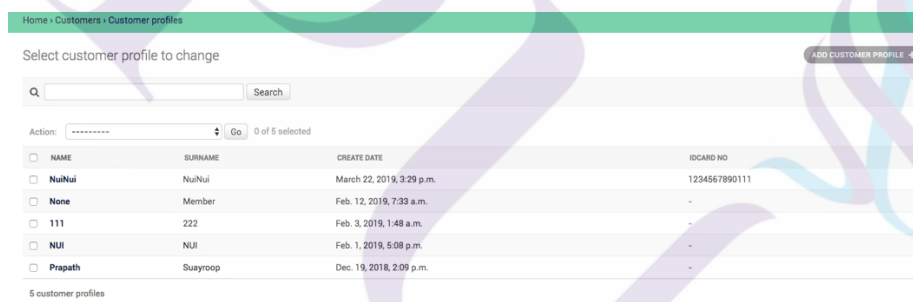 Home › Customers › Customer profiles
Select customer profile to change
ADD CUSTOMER PROFILE +
Search
Action: --------- Go 0 of 5 selected
NAME SURNAME CREATE DATE IDCARD NO
NuiNui NuiNui March 22, 2019, 3:29 p.m. 1234567890111
None Member Feb. 12, 2019, 7:33 a.m. -
111 222 Feb. 3, 2019, 1:48 a.m. -
NUI NUI Feb. 1, 2019, 5:08 p.m. -
Prapath Suayroop Dec. 19, 2018, 2:09 p.m. -
5 customer profiles